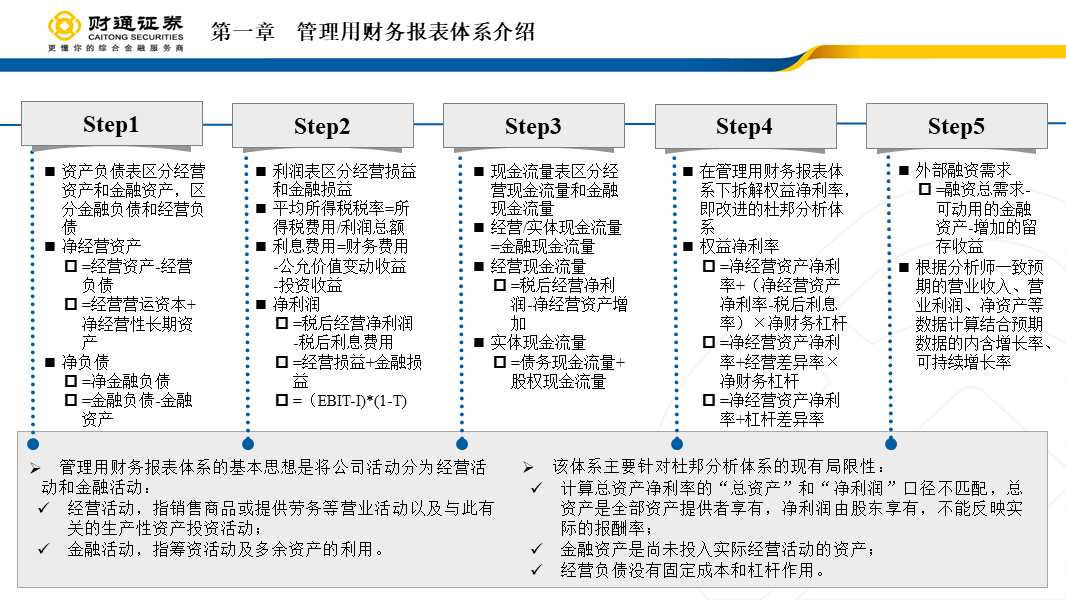 财通证券
CAITONG SECURITIES
更懂你的综合金融服务商
第一章 管理用财务报表体系介绍
Step1
■ 资产负债表区分经营
资产和金融资产，区
分金融负债和经营负
债
■ 净经营资产
=经营资产-经营
负债
=经营营运资本+
净经营性长期资
产
■ 净负债
=净金融负债
=金融负债-金融
资产
Step2
■ 利润表区分经营损益
和金融损益
■ 平均所得税税率=所
得税费用/利润总额
■ 利息费用=财务费用
-公允价值变动收益
-投资收益
■ 净利润
=税后经营净利润
-税后利息费用
=经营损益+金融损
益
=（EBIT-I)*(1-T)
Step3
■ 现金流量表区分经
营现金流量和金融
现金流量
■ 经营/实体现金流量
=金融现金流量
■ 经营现金流量
=税后经营净利
润-净经营资产增
加
■ 实体现金流量
=债务现金流量+
股权现金流量
Step4
■ 在管理用财务报表体
系下拆解权益净利率，
即改进的杜邦分析体
系
■ 权益净利率
=净经营资产净利
率+（净经营资产
净利率-税后利息
率）×净财务杠杆
=净经营资产净利
率+经营差异率×
净财务杠杆
=净经营资产净利
率+杠杆差异率
Step5
■ 外部融资需求
=融资总需求-
可动用的金融
资产-增加的留
存收益
■ 根据分析师一致预
期的营业收入、营
业利润、净资产等
数据计算结合预期
数据的内含增长率、
可持续增长率
➢ 管理用财务报表体系的基本思想是将公司活动分为经营活
动和金融活动：
✓ 经营活动，指销售商品或提供劳务等营业活动以及与此有
关的生产性资产投资活动；
✓ 金融活动，指筹资活动及多余资产的利用。
➢ 该体系主要针对杜邦分析体系的现有局限性：
✓ 计算总资产净利率的“总资产”和“净利润”口径不匹配，总
资产是全部资产提供者享有，净利润由股东享有，不能反映实
际的报酬率；
✓ 金融资产是尚未投入实际经营活动的资产；
✓ 经营负债没有固定成本和杠杆作用。